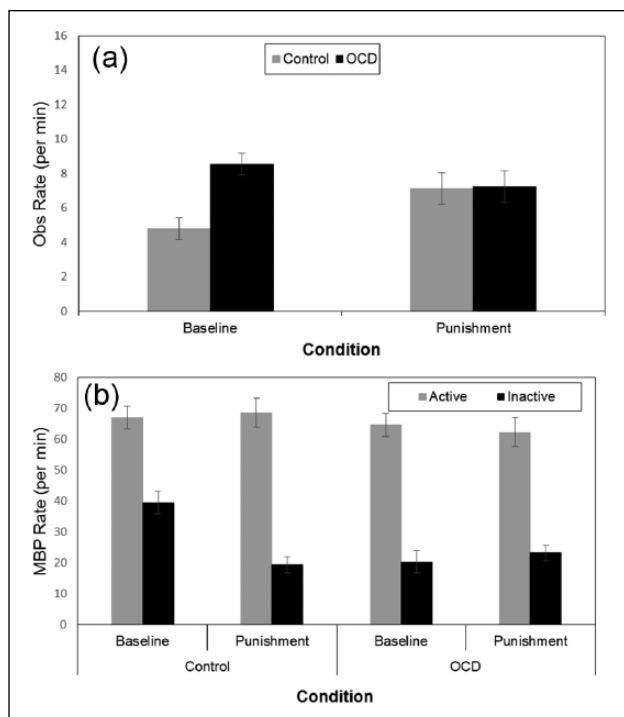 (a)
Control OCD
Obs Rate (per min)
16
14
12
10
8
6
4
2
0
Baseline Punishment
Condition
(b)
Active Inactive
MBP Rate (per min)
80
70
60
50
40
30
20
10
0
Baseline Punishment Baseline Punishment
Control OCD
Condition